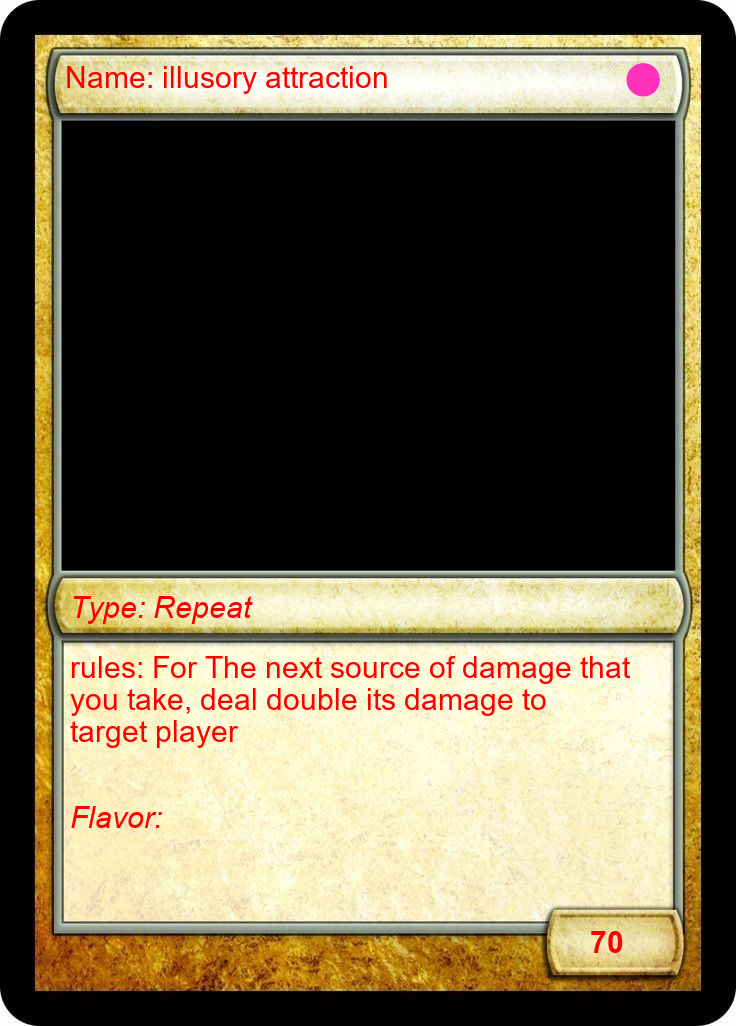 Name: illusory attraction
Type: Repeat
rules: For The next source of damage that
you take, deal double its damage to
target player
Flavor:
70